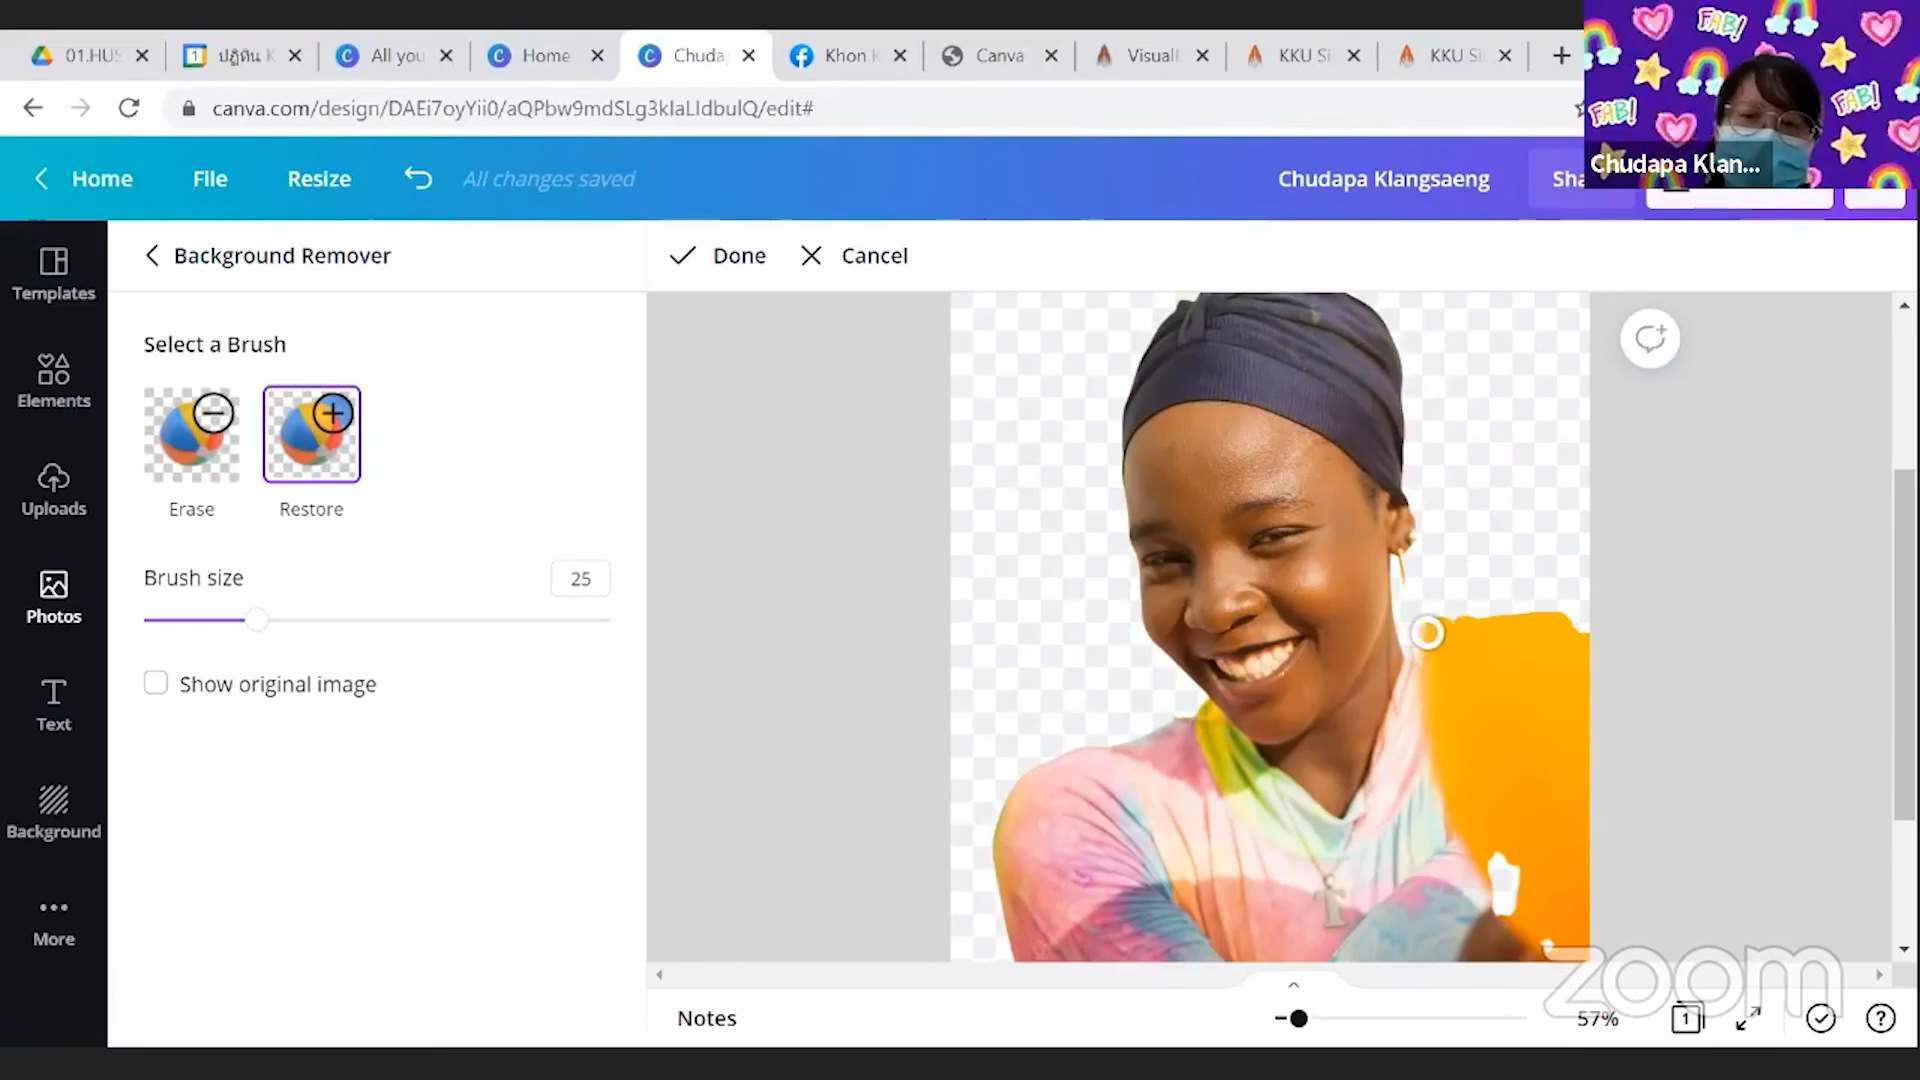 01.HUS
ปฏิทิน K
All you
Home
Chuda
Khon K
Canva
Visuall
KKU Si
KKU Si
FAB!
FAB!
FAB!
Chudapa Klan...
canva.com/design/DAEi7oyYii0/aQPbw9mdSLg3kIaLIdbulQ/edit#
Home
File
Resize
All changes saved
Chudapa Klangsaeng
Sha
Templates
Elements
Uploads
Photos
Text
Background
More
Background Remover
Done
Cancel
Select a Brush
Erase
Restore
Brush size
25
Show original image
Notes
57%
1
zoom